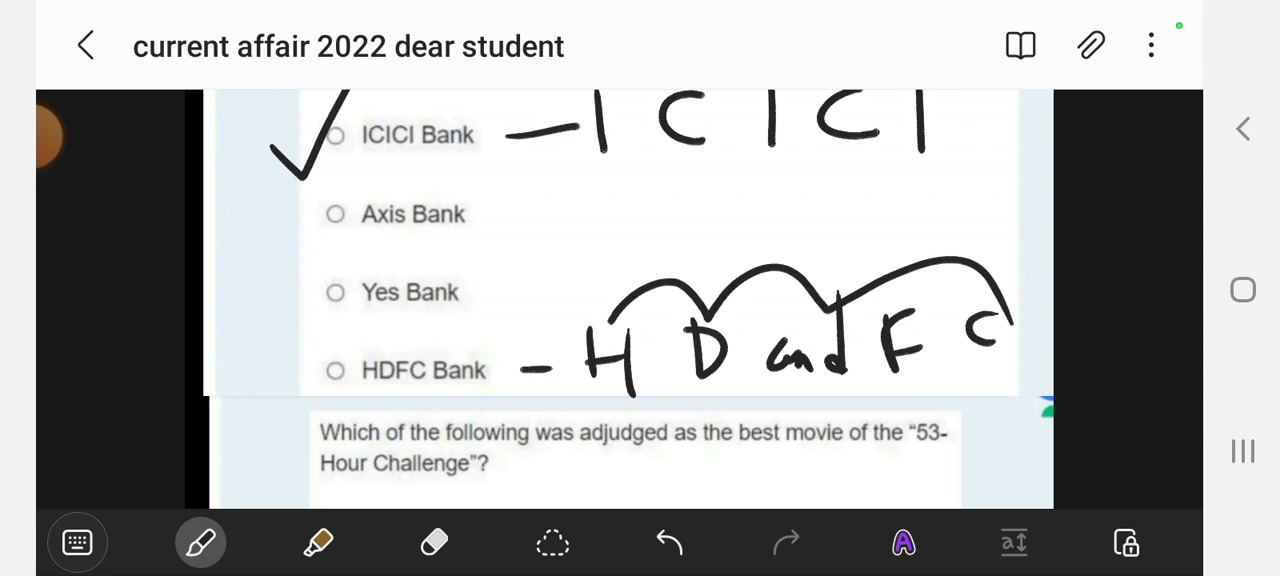 current affair 2022 dear student
ICICI Bank – ICICI
Axis Bank
Yes Bank
HDFC Bank – H D and F C
Which of the following was adjudged as the best movie of the “53-
Hour Challenge”?
A
a